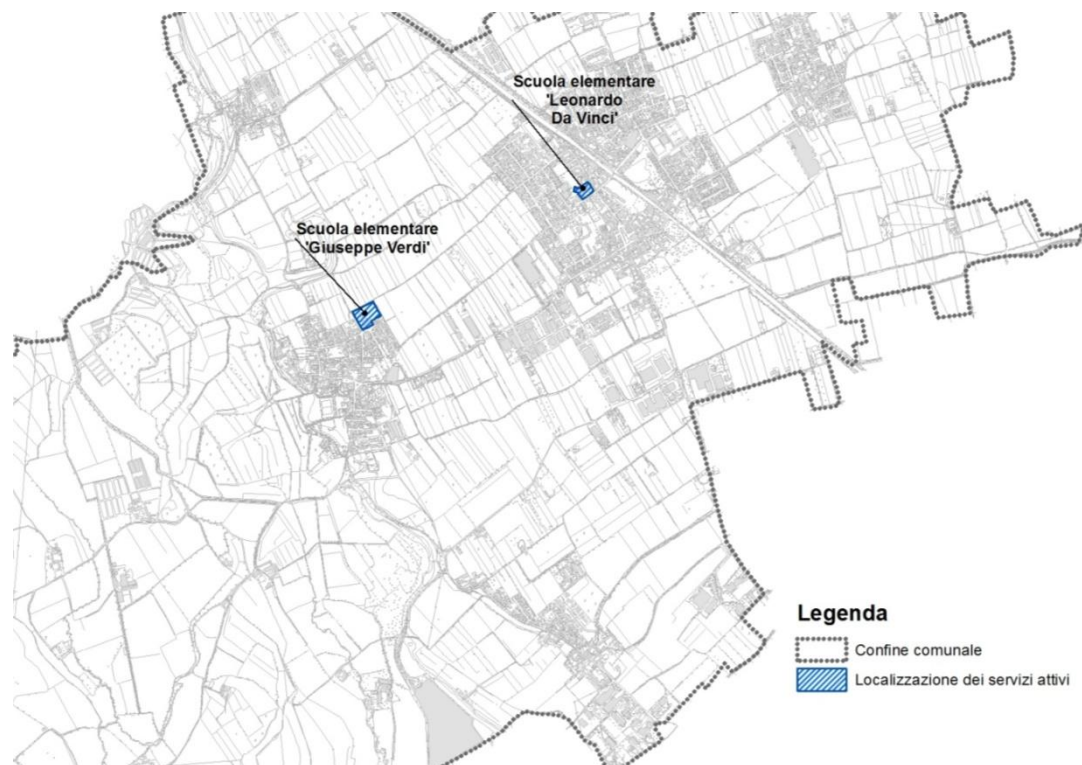 Scuola elementare
'Leonardo
Da Vinci'
Scuola elementare
'Giuseppe Verdi'
Legenda
Confine comunale
Localizzazione dei servizi attivi